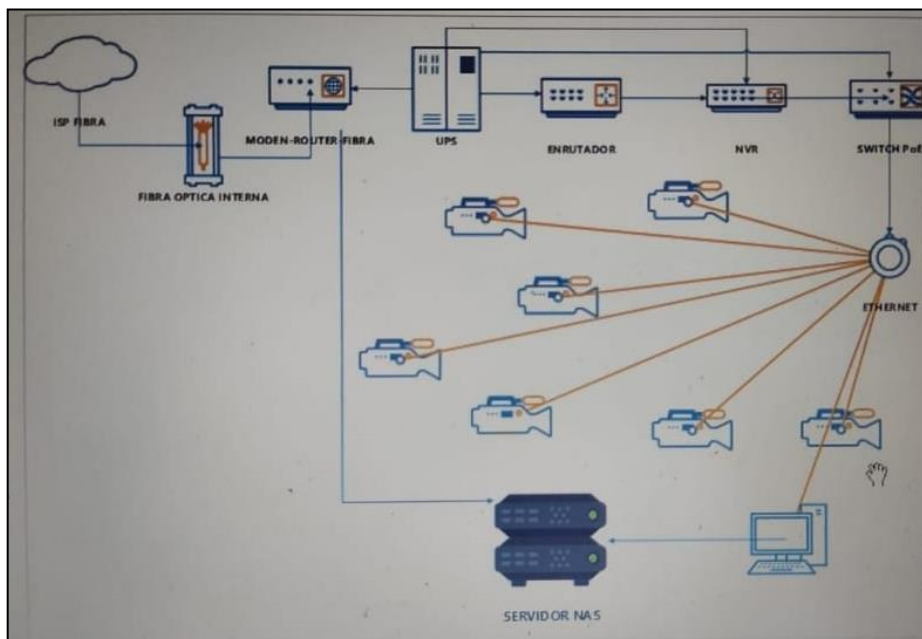 ISP FIBRA
FIBRA OPTICA INTERNA
MODEN-ROUTER-FIBRA
UPS
ENRUTADOR
NVR
SWITCH PoE
ETHERNET
SERVIDOR NAS